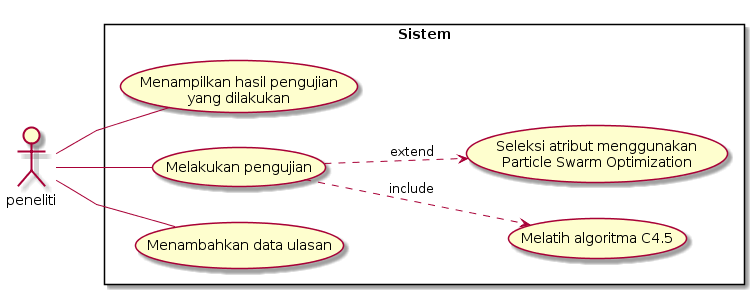 Sistem
Menampilkan hasil pengujian
yang dilakukan
peneliti
Melakukan pengujian
extend
Seleksi atribut menggunakan
Particle Swarm Optimization
include
Menambahkan data ulasan
Melatih algoritma C4.5